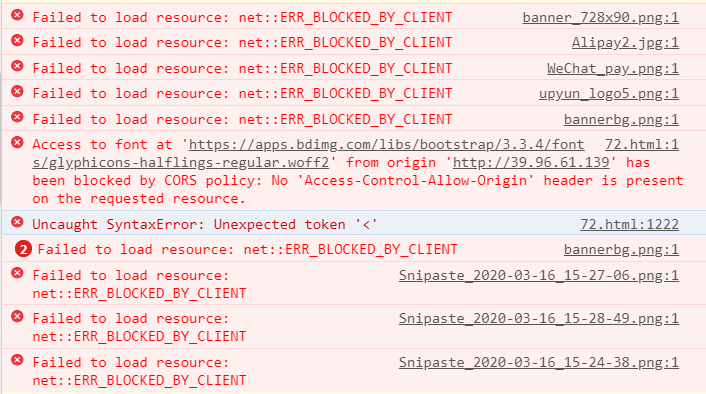 Failed to load resource: net::ERR_BLOCKED_BY_CLIENT banner_728x90.png:1
Failed to load resource: net::ERR_BLOCKED_BY_CLIENT Alipay2.jpg:1
Failed to load resource: net::ERR_BLOCKED_BY_CLIENT WeChat_pay.png:1
Failed to load resource: net::ERR_BLOCKED_BY_CLIENT upyun_logo5.png:1
Failed to load resource: net::ERR_BLOCKED_BY_CLIENT bannerbg.png:1
Access to font at 'https://apps.bdimg.com/libs/bootstrap/3.3.4/font 72.html:1
s/glyphicons-halflings-regular.woff2' from origin 'http://39.96.61.139' has
been blocked by CORS policy: No 'Access-Control-Allow-Origin' header is present
on the requested resource.
Uncaught SyntaxError: Unexpected token '<' 72.html:1222
2 Failed to load resource: net::ERR_BLOCKED_BY_CLIENT bannerbg.png:1
Failed to load resource: Snipaste_2020-03-16_15-27-06.png:1
net::ERR_BLOCKED_BY_CLIENT
Failed to load resource: Snipaste_2020-03-16_15-28-49.png:1
net::ERR_BLOCKED_BY_CLIENT
Failed to load resource: Snipaste_2020-03-16_15-24-38.png:1
net::ERR_BLOCKED_BY_CLIENT